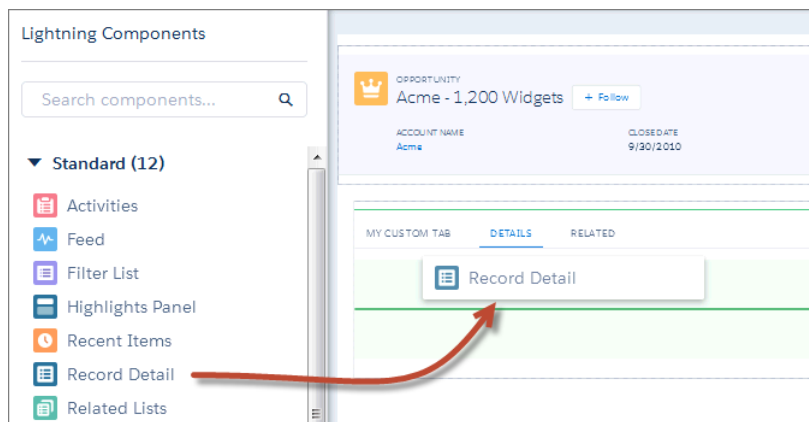 Lightning Components
Search components...
Standard (12)
Activities
Feed
Filter List
Highlights Panel
Recent Items
Record Detail
Related Lists
OPPORTUNITY
Acme - 1,200 Widgets
+ Follow
ACCOUNT NAME CLOSE DATE
Acme 9/30/2010
MY CUSTOM TAB DETAILS RELATED
Record Detail